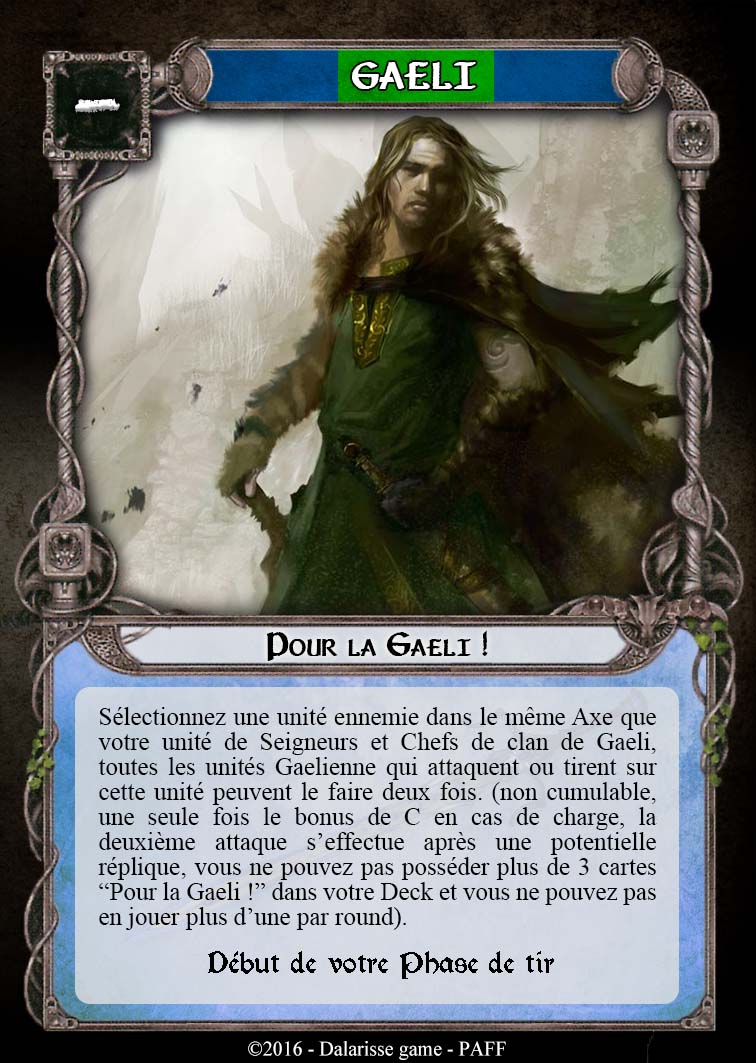 -
GAELI
POUR LA GAELI !
Sélectionnez une unité ennemie dans le même Axe que
votre unité de Seigneurs et Chefs de clan de Gaeli,
toutes les unités Gaelienne qui attaquent ou tirent sur
cette unité peuvent le faire deux fois. (non cumulable,
une seule fois le bonus de C en cas de charge, la
deuxième attaque s’effectue après une potentielle
réplique, vous ne pouvez pas posséder plus de 3 cartes
“Pour la Gaeli !” dans votre Deck et vous ne pouvez pas
en jouer plus d’une par round).
Début de votre Phase de tir
©2016 - Dalarisse game - PAFF